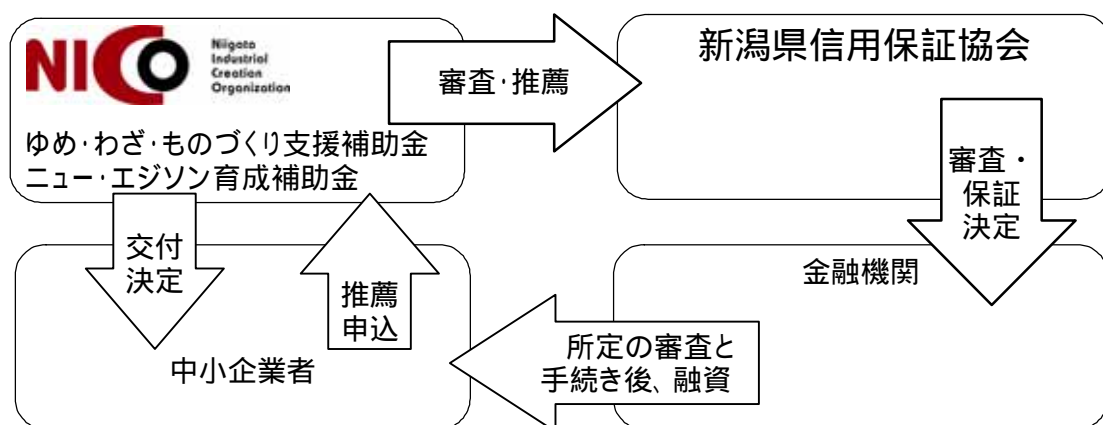 NICO
Niigata
Industrial
Creation
Organization
ゆめ・わざ・ものづくり支援補助金
ニュー・エジソン育成補助金
審査・推薦
新潟県信用保証協会
審査・
保証
決定
交付
決定
推薦
申込
中小企業者
金融機関
所定の審査と
手続き後、融資